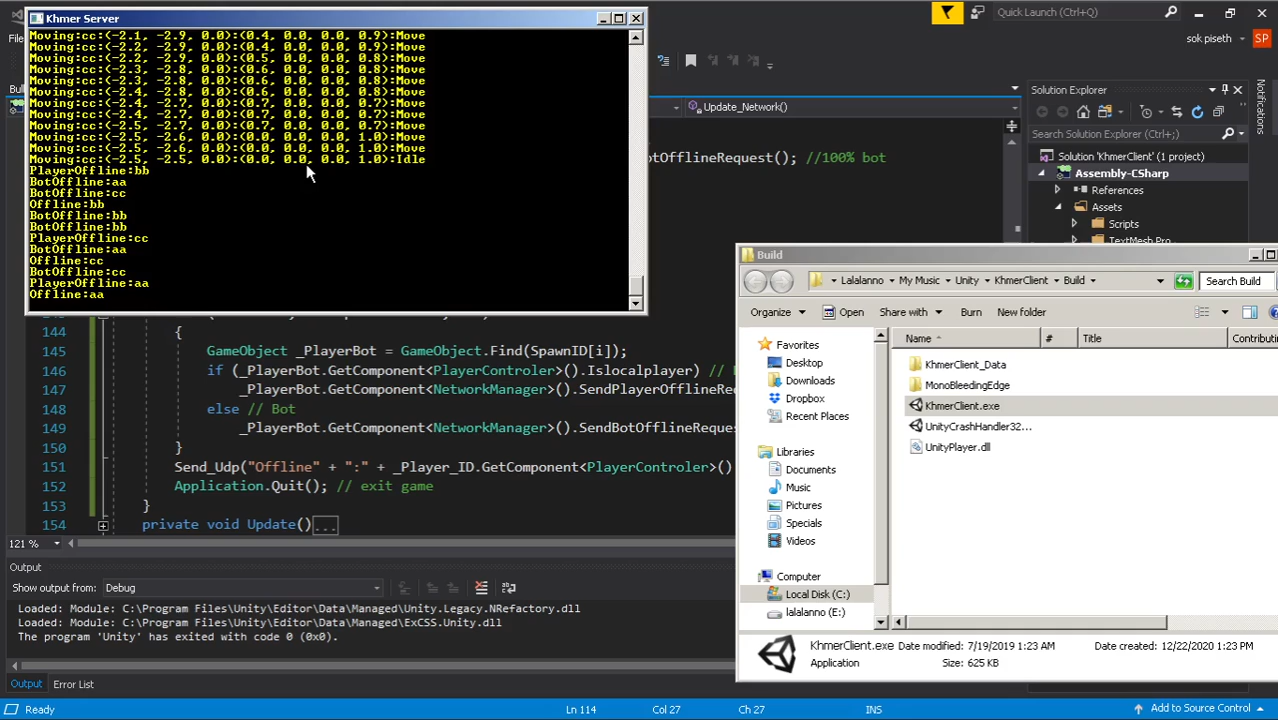 Khmer Server
Moving:cc:(-2.1, -2.9, 0.0):(0.4, 0.0, 0.0, 0.9):Move
Moving:cc:(-2.2, -2.9, 0.0):(0.4, 0.0, 0.0, 0.9):Move
Moving:cc:(-2.2, -2.9, 0.0):(0.5, 0.0, 0.0, 0.8):Move
Moving:cc:(-2.3, -2.8, 0.0):(0.6, 0.0, 0.0, 0.8):Move
Moving:cc:(-2.4, -2.8, 0.0):(0.6, 0.0, 0.0, 0.8):Move
Moving:cc:(-2.4, -2.8, 0.0):(0.6, 0.0, 0.0, 0.8):Move
Moving:cc:(-2.4, -2.7, 0.0):(0.7, 0.0, 0.0, 0.7):Move
Moving:cc:(-2.4, -2.7, 0.0):(0.7, 0.0, 0.0, 0.7):Move
Moving:cc:(-2.5, -2.7, 0.0):(0.7, 0.0, 0.0, 0.7):Move
Moving:cc:(-2.5, -2.6, 0.0):(0.0, 0.0, 0.0, 1.0):Move
Moving:cc:(-2.5, -2.6, 0.0):(0.0, 0.0, 0.0, 1.0):Move
Moving:cc:(-2.5, -2.5, 0.0):(0.0, 0.0, 0.0, 1.0):Idle
PlayerOffline:bb
BotOffline:aa
BotOffline:cc
Offline:bb
BotOffline:bb
BotOffline:bb
PlayerOffline:cc
BotOffline:aa
Offline:cc
BotOffline:cc
PlayerOffline:aa
Offline:aa
Quick Launch (Ctrl+Q)
sok piseth
SP
Update_Network()
otOfflineRequest(); //100% bot
Solution Explorer
Search Solution Explorer (Ctrl+;)
Solution 'KhmerClient' (1 project)
Assembly-CSharp
References
Assets
Scripts
TextMesh Pro
Notifications
144 {
145 GameObject _PlayerBot = GameObject.Find(SpawnID[i]);
146 if (_PlayerBot.GetComponent<PlayerControler>().Islocalplayer) //
147 _PlayerBot.GetComponent<NetworkManager>().SendPlayerOfflineRe
148 else // Bot
149 _PlayerBot.GetComponent<NetworkManager>().SendBotOfflineReques
150 }
151 Send_Udp("Offline" + ":" + _Player_ID.GetComponent<PlayerControler>()
152 Application.Quit(); // exit game
153 }
154 private void Update()...
121 %
Output
Show output from: Debug
Loaded: Module: C:\Program Files\Unity\Editor\Data\Managed\Unity.Legacy.NRefactory.dll
Loaded: Module: C:\Program Files\Unity\Editor\Data\Managed\ExCSS.Unity.dll
The program 'Unity' has exited with code 0 (0x0).
Output Error List
Ready
Ln 114 Col 27 Ch 27 INS
Add to Source Control
Build
Lalalanno My Music Unity KhmerClient Build
Search Build
Organize Open Share with Burn New folder
Favorites
Desktop
Downloads
Dropbox
Recent Places
Libraries
Documents
Music
Pictures
Specials
Videos
Computer
Local Disk (C:)
lalalanno (E:)
Name # Title Contributi
KhmerClient_Data
MonoBleedingEdge
KhmerClient.exe
UnityCrashHandler32...
UnityPlayer.dll
KhmerClient.exe Date modified: 7/19/2019 1:23 AM Date created: 12/22/2020 1:23 PM
Application Size: 625 KB